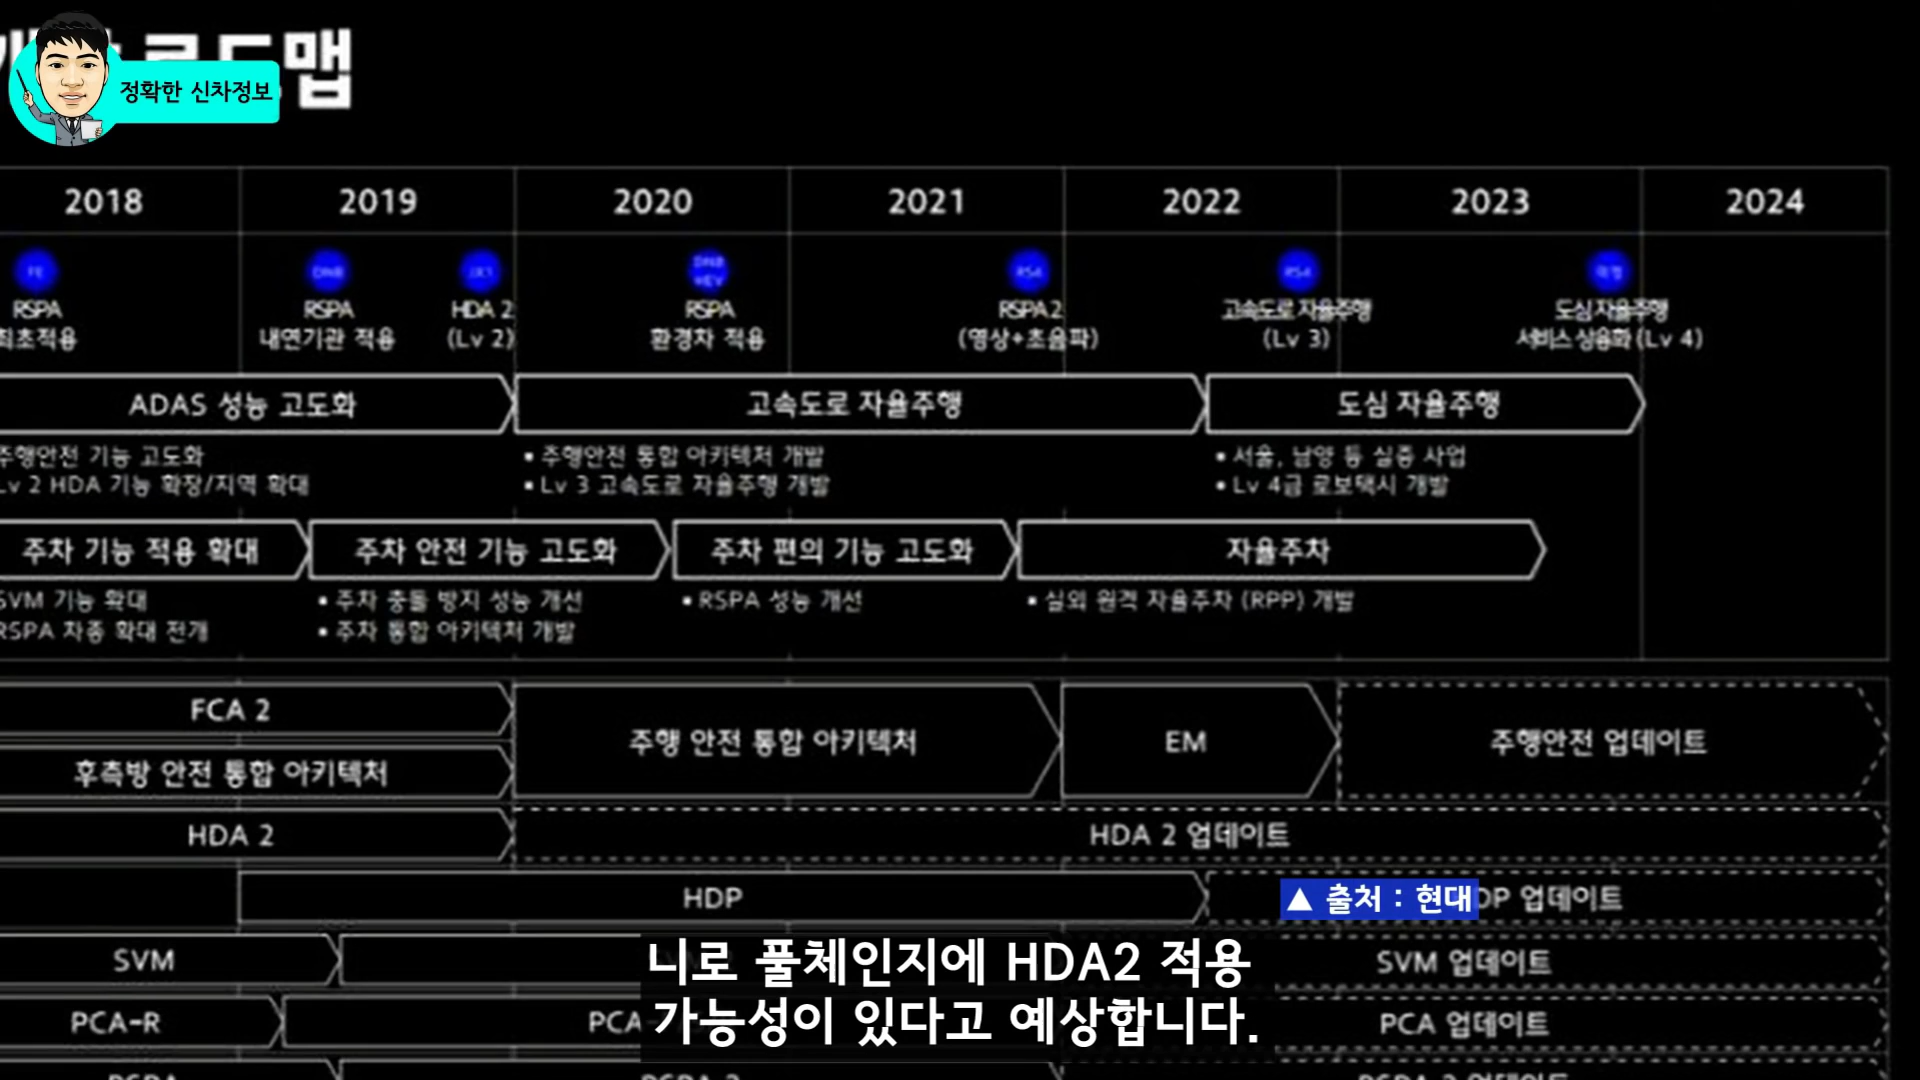 맵
정확한 신차정보
2018 2019 2020 2021 2022 2023 2024
FE DN8 JX1 DN8 HEV RS4 RS4
RSPA RSPA HDA 2 RSPA RSPA 2 고속도로 자율주행 도심 자율주행
최초적용 내연기관 적용 (Lv 2) 환경차 적용 (영상+초음파) (Lv 3) 서비스 상용화 (Lv 4)
ADAS 성능 고도화 고속도로 자율주행 도심 자율주행
주행안전 기능 고도화 ▪ 주행안전 통합 아키텍처 개발 ▪ 서울, 남양 등 실증 사업
Lv 2 HDA 기능 확장/지역 확대 ▪ Lv 3 고속도로 자율주행 개발 ▪ Lv 4급 로보택시 개발
주차 기능 적용 확대 주차 안전 기능 고도화 주차 편의 기능 고도화 자율주차
SVM 기능 확대 ▪ 주차 충돌 방지 성능 개선 ▪ RSPA 성능 개선 ▪ 실외 원격 자율주차 (RPP) 개발
RSPA 차종 확대 전개 ▪ 주차 통합 아키텍처 개발
FCA 2 주행 안전 통합 아키텍처 EM 주행안전 업데이트
후측방 안전 통합 아키텍처
HDA 2 HDA 2 업데이트
HDP DP 업데이트
▲ 출처 : 현대
SVM SVM 업데이트
PCA-R PCA PCA 업데이트
니로 풀체인지에 HDA2 적용
가능성이 있다고 예상합니다.
RSPA RSPA 2 RSPA 2 업데이트